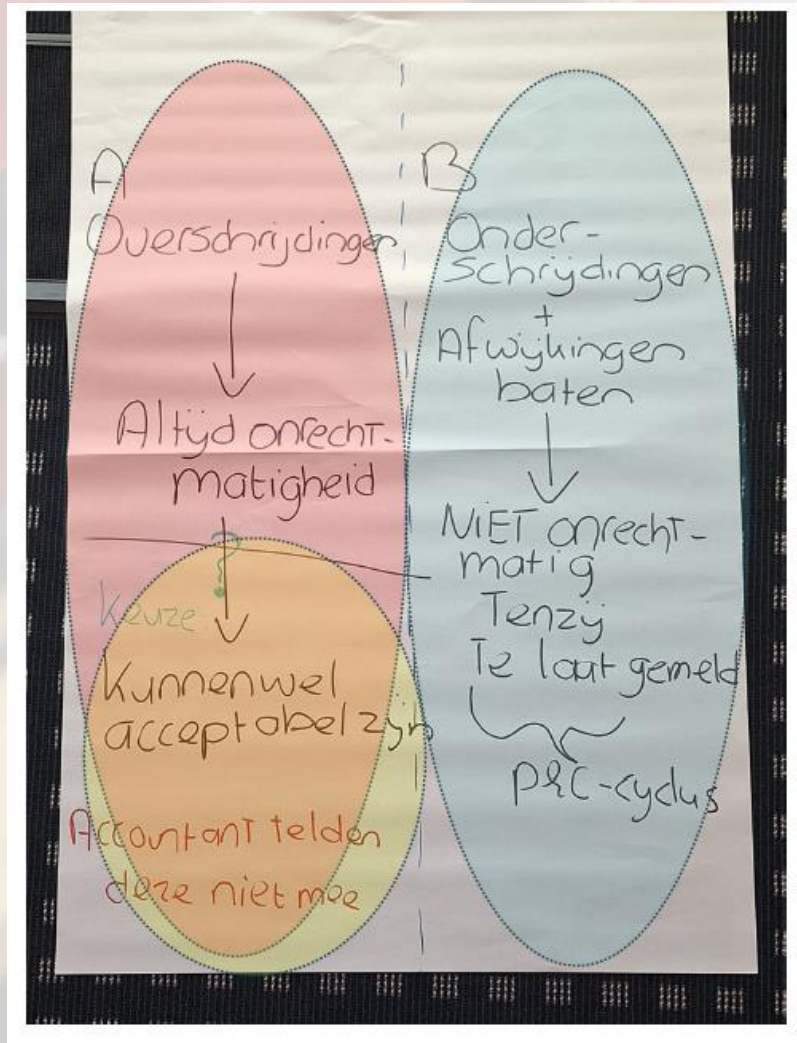 A
Overschrijdingen
Altijd onrecht-
matigheid
?
Keuze
Kunnen wel
acceptabel zijn
Accountant telden
deze niet mee
B
Onder-
schrijdingen
+
Afwijkingen
baten
NIET onrecht-
matig
Tenzij
Te laat gemeld
P&C-cyclus